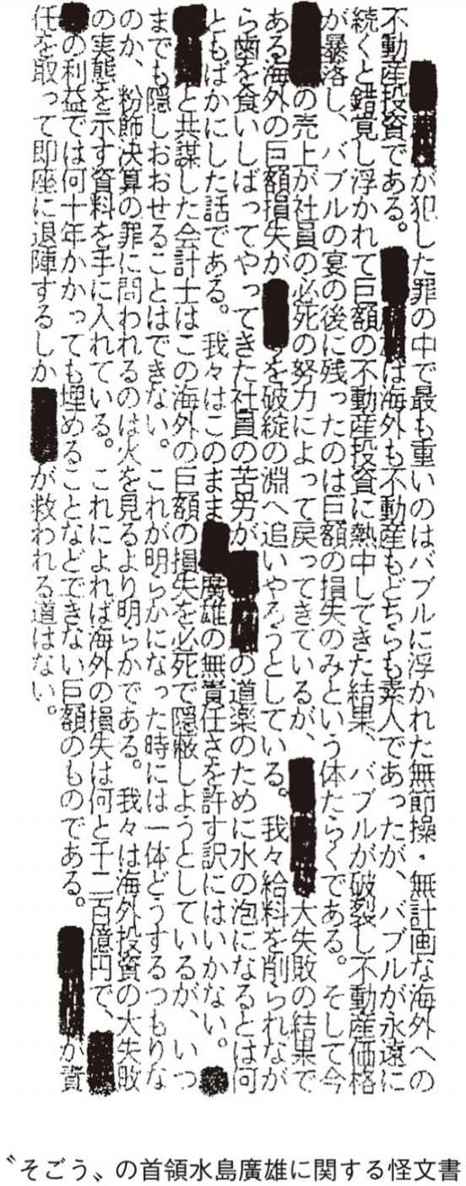 が犯した罪の中で最も重いのはバブルに浮かれた無節操・無計画な海外への
不動産投資である。は海外も不動産もどちらも素人であったが、バブルが永遠に
続くと錯覚し浮かれて巨額の不動産投資に熱中してきた結果、バブルが破裂し不動産価格
が暴落し、バブルの宴の後に残ったのは巨額の損失のみという体たらくである。そして今
の売上が社員の必死の努力によって戻ってきているが、大失敗の結果で
ある海外の巨額損失がを破綻の淵へ追いやろうとしている。我々給料を削られなが
ら歯を食いしばってやってきた社員の苦労がの道楽のために水の泡になるとは何
ともばかにした話である。我々はこのまま廣雄の無責任さを許す訳にはいかない。
と共謀した会計士はこの海外の巨額の損失を必死で隠蔽しようとしているが、いつ
までも隠しおおせることはできない。これが明らかになった時には一体どうするつもりな
のか、粉飾決算の罪に問われるのは火を見るより明らかである。我々は海外投資の大失敗
の実態を示す資料を手に入れている。これによれば海外の損失は何と千二百億円で、
の利益では何十年かかっても埋めることなどできない巨額のものである。が責
任を取って即座に退陣するしかが救われる道はない。
〝そごう〟の首領水島廣雄に関する怪文書